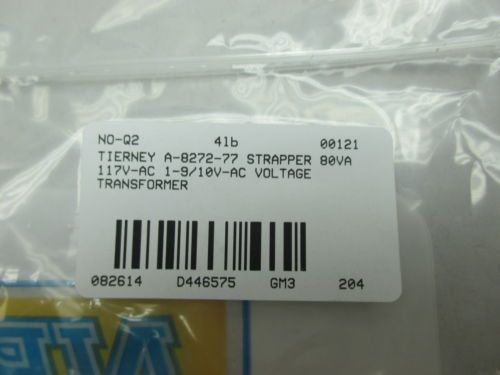 NO-Q2 4lb 00121
TIERNEY A-8272-77 STRAPPER 80VA
117V-AC 1-9/10V-AC VOLTAGE
TRANSFORMER
082614 D446575 GM3 204